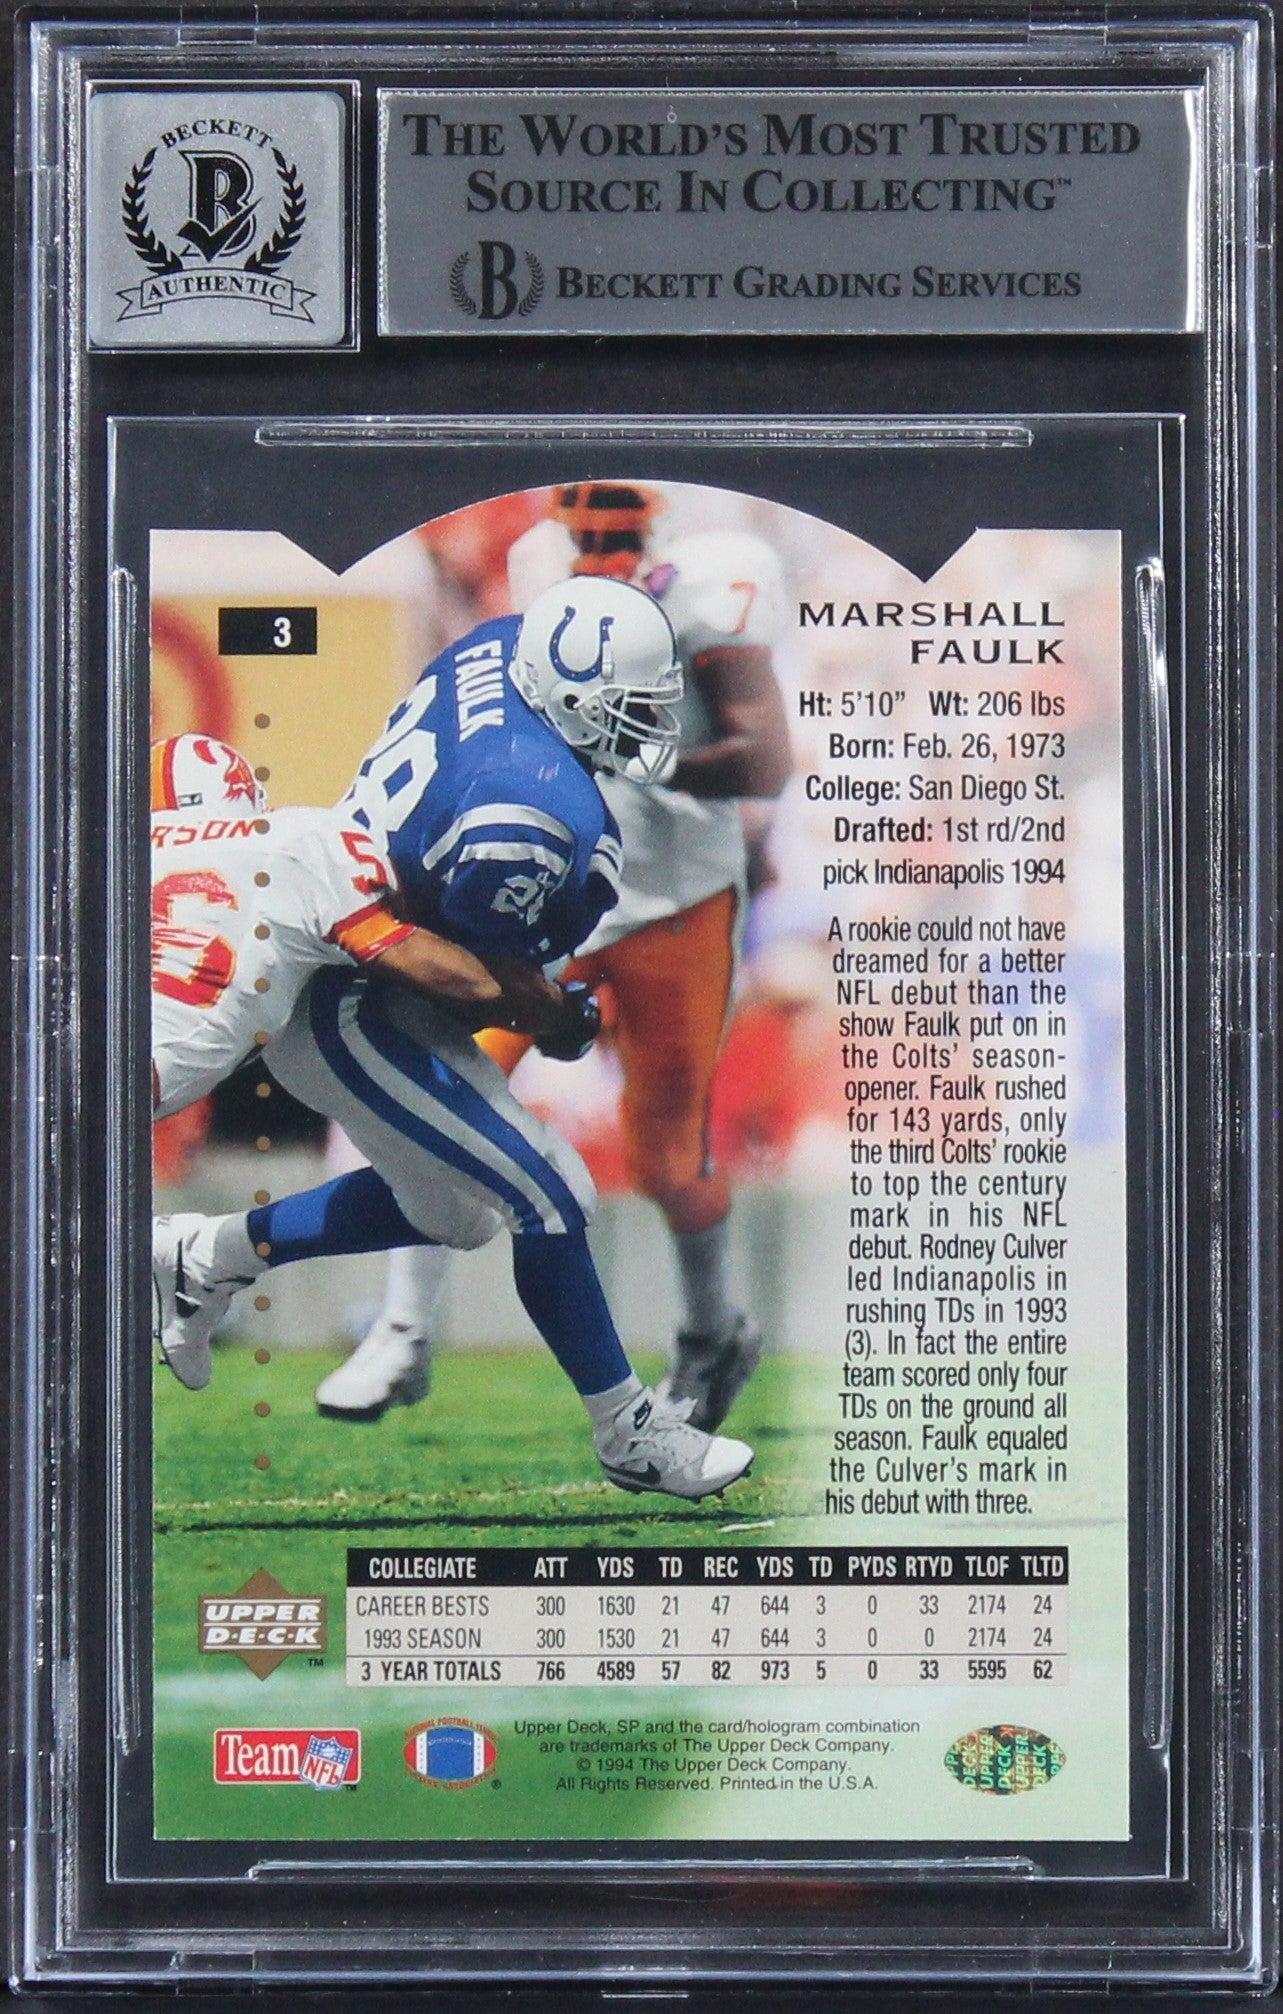 BECKETT
B
AUTHENTIC
THE WORLD'S MOST TRUSTED
SOURCE IN COLLECTING™
B BECKETT GRADING SERVICES
3
MARSHALL
FAULK
Ht: 5'10" Wt: 206 lbs
Born: Feb. 26, 1973
College: San Diego St.
Drafted: 1st rd/2nd
pick Indianapolis 1994
A rookie could not have
dreamed for a better
NFL debut than the
show Faulk put on in
the Colts' season-
opener. Faulk rushed
for 143 yards, only
the third Colts' rookie
to top the century
mark in his NFL
debut. Rodney Culver
led Indianapolis in
rushing TDs in 1993
(3). In fact the entire
team scored only four
TDs on the ground all
season. Faulk equaled
the Culver's mark in
his debut with three.
FAULK
28
28
7
RSON
5
56
COLLEGIATE ATT YDS TD REC YDS TD PYDS RTYD TLOF TLTD
CAREER BESTS 300 1630 21 47 644 3 0 33 2174 24
1993 SEASON 300 1530 21 47 644 3 0 0 2174 24
3 YEAR TOTALS 766 4589 57 82 973 5 0 33 5595 62
UPPER
D·E·C·K
™
Team NFL ™
®
Upper Deck, SP and the card/hologram combination
are trademarks of The Upper Deck Company.
© 1994 The Upper Deck Company.
All Rights Reserved. Printed in the U.S.A.
UPPER DECK